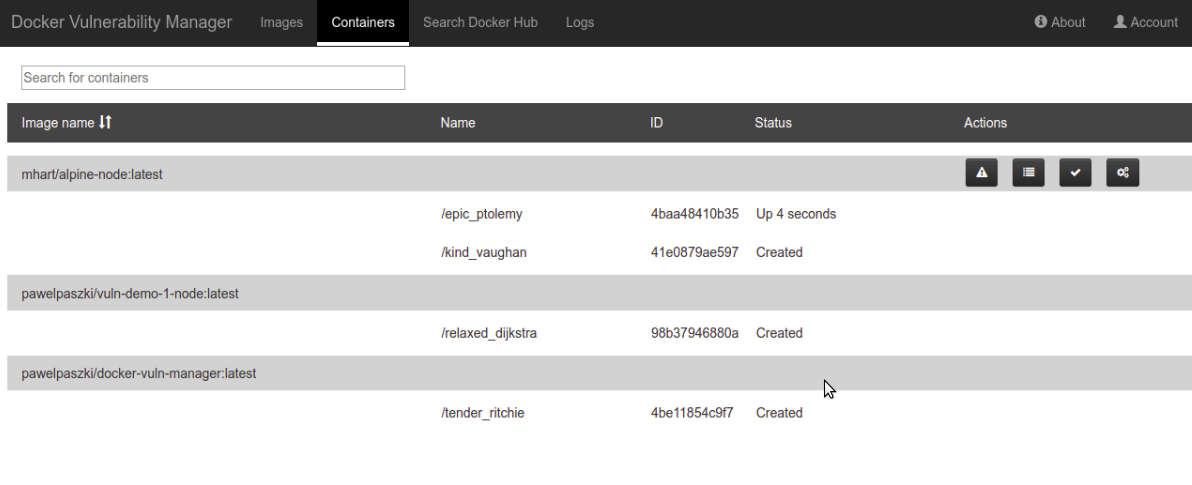 Docker Vulnerability Manager Images Containers Search Docker Hub Logs About Account
Search for containers
Image name Name ID Status Actions
mhart/alpine-node:latest
/epic_ptolemy 4baa48410b35 Up 4 seconds
/kind_vaughan 41e0879ae597 Created
pawelpaszki/vuln-demo-1-node:latest
/relaxed_dijkstra 98b37946880a Created
pawelpaszki/docker-vuln-manager:latest
/tender_ritchie 4be11854c9f7 Created